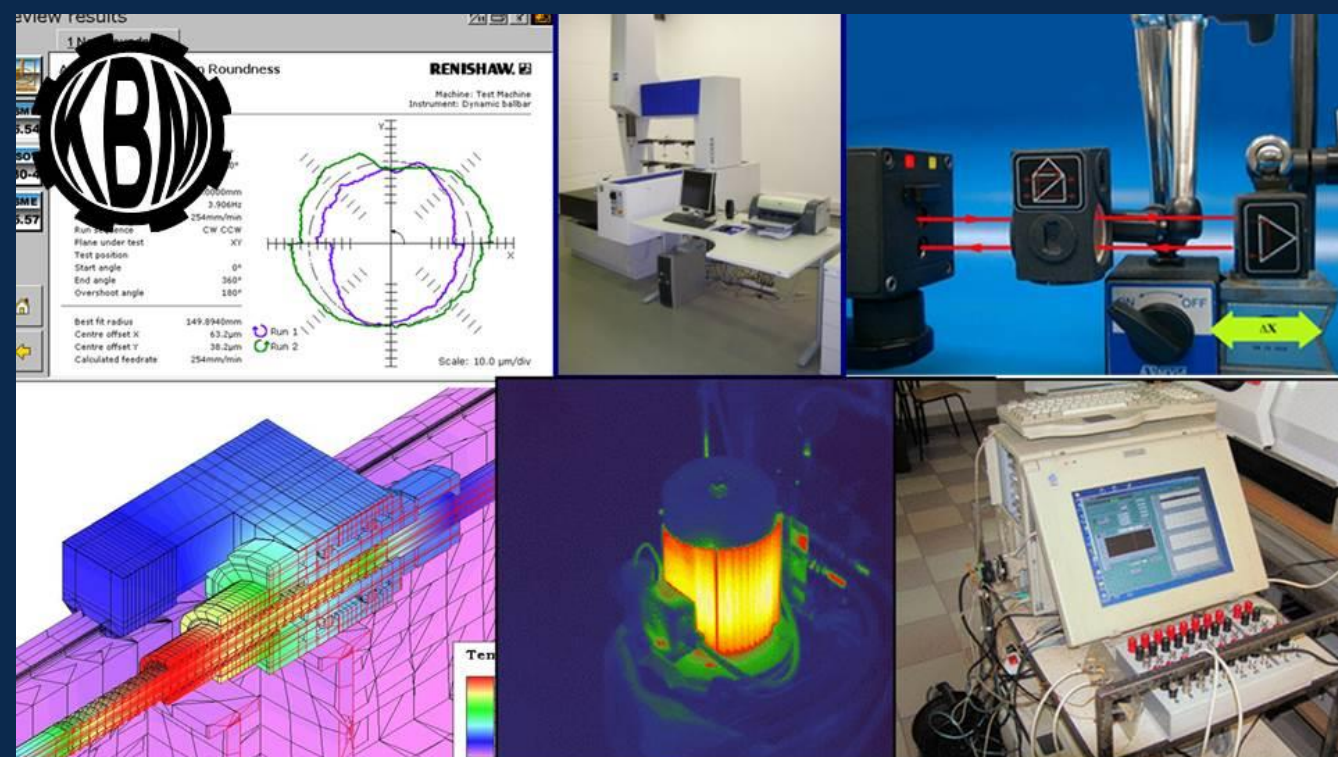 eview results
KBM
Roundness
RENISHAW.
Machine: Test Machine
Instrument: Dynamic ballbar
3.906Hz
254mm/min
Run sequence CW CCW
Plane under test XY
Test position
Start angle 0°
End angle 360°
Overshoot angle 180°
Best fit radius 149.8940mm
Centre offset X 63.2µm
Centre offset Y 38.2µm
Calculated feedrate 254mm/min
Y
X
Run 1
Run 2
Scale: 10.0 µm/div
ON OFF
ΔX
Ten